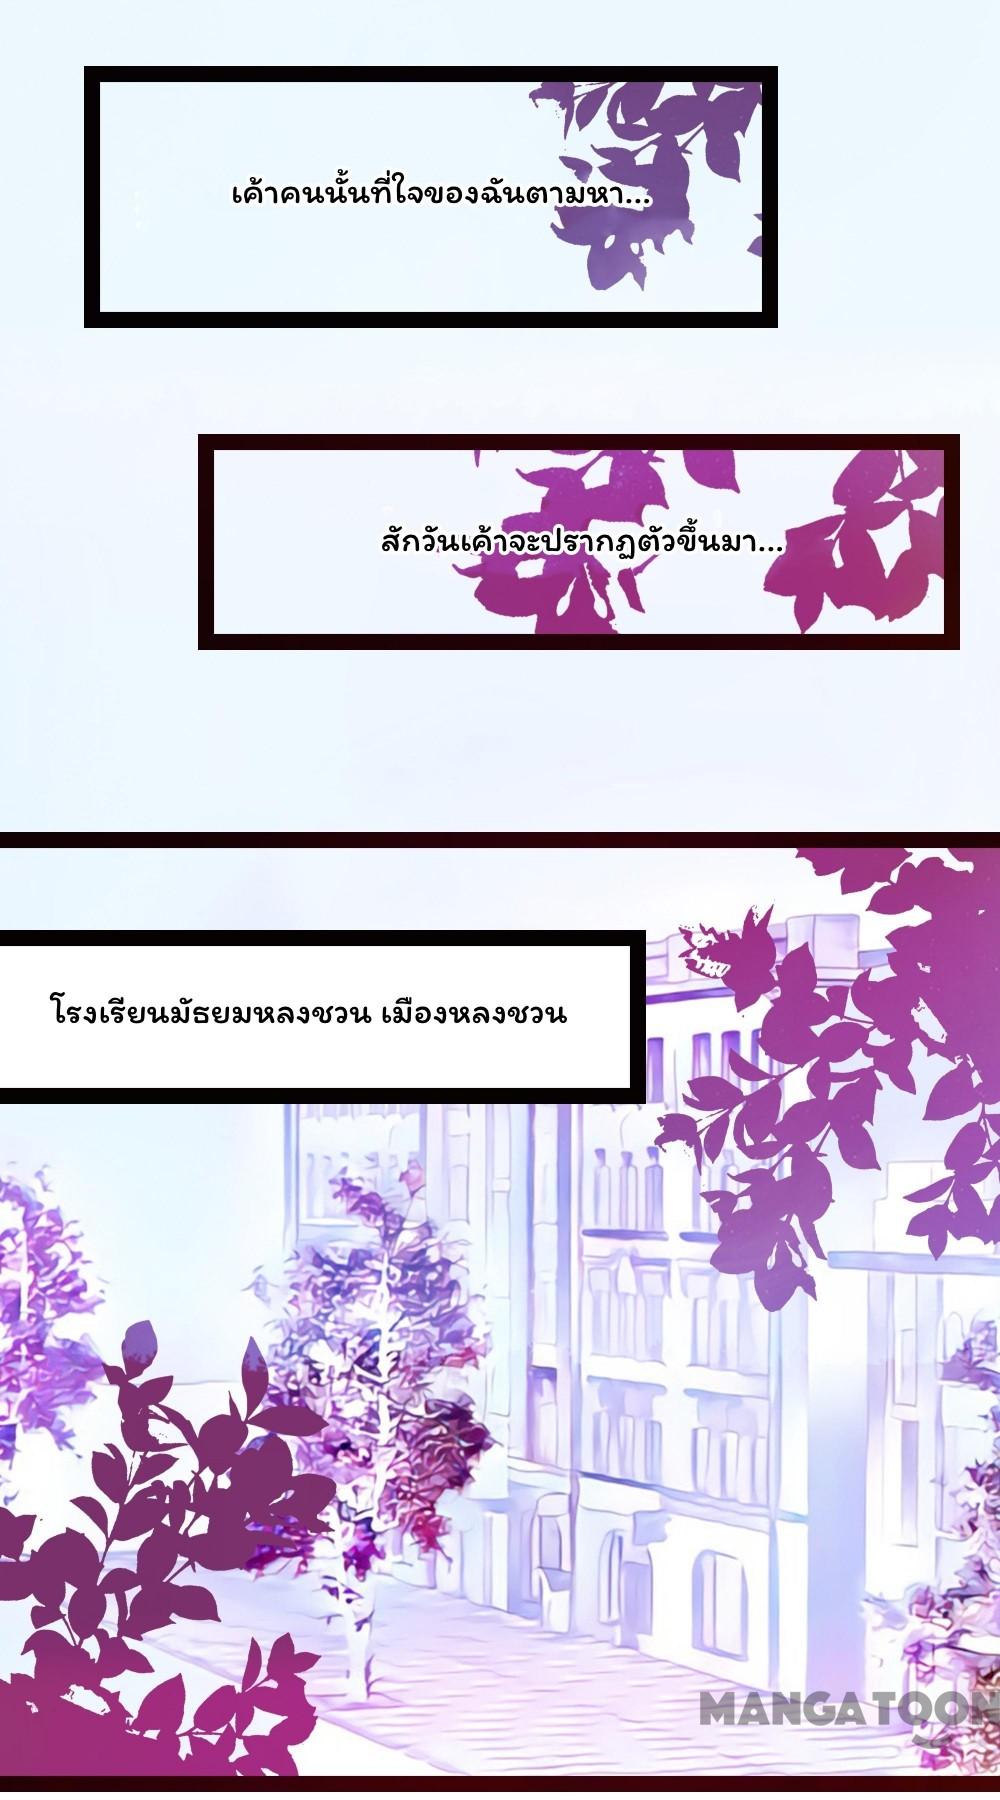 เค้าคนนั้นที่ใจของฉันตามหา...
สักวันเค้าจะปรากฏตัวขึ้นมา...
โรงเรียนมัธยมหลงชวน เมืองหลงชวน
MANGATOON